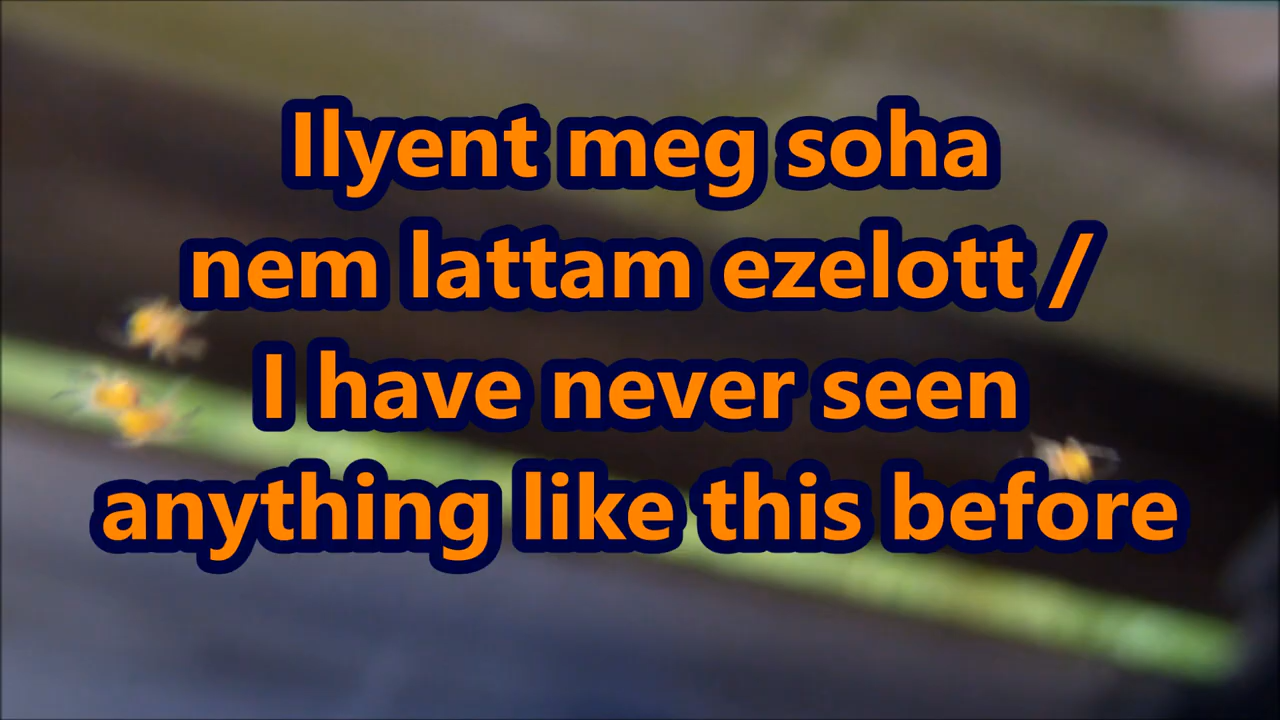 Ilyent meg soha
nem lattam ezelott /
I have never seen
anything like this before